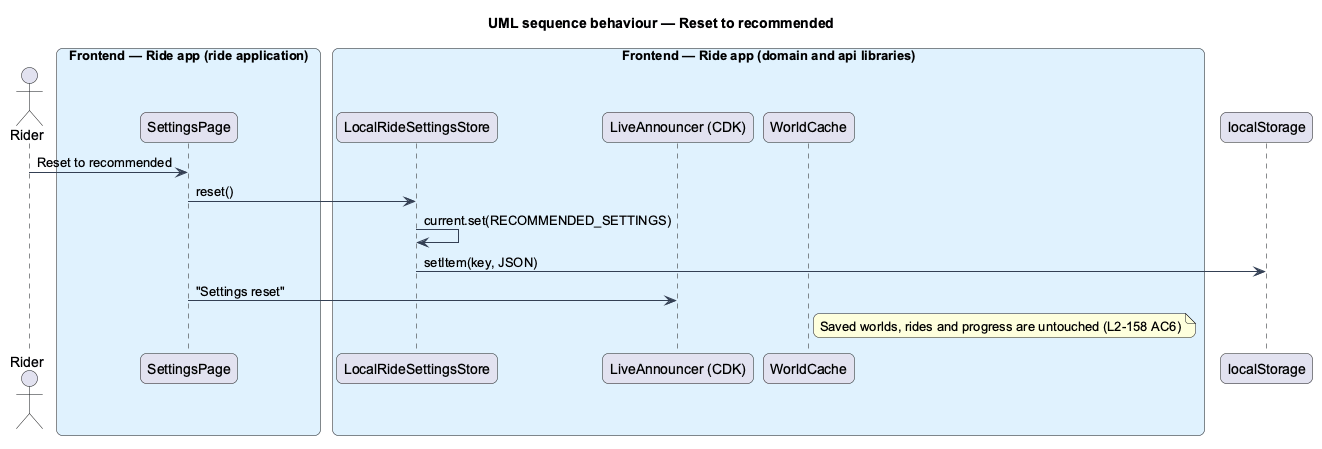 UML sequence behaviour — Reset to recommended
Frontend — Ride app (ride application)
Frontend — Ride app (domain and api libraries)
Rider
SettingsPage
LocalRideSettingsStore
LiveAnnouncer (CDK)
WorldCache
localStorage
Reset to recommended
reset()
current.set(RECOMMENDED_SETTINGS)
setItem(key, JSON)
"Settings reset"
Saved worlds, rides and progress are untouched (L2-158 AC6)
Rider
SettingsPage
LocalRideSettingsStore
LiveAnnouncer (CDK)
WorldCache
localStorage